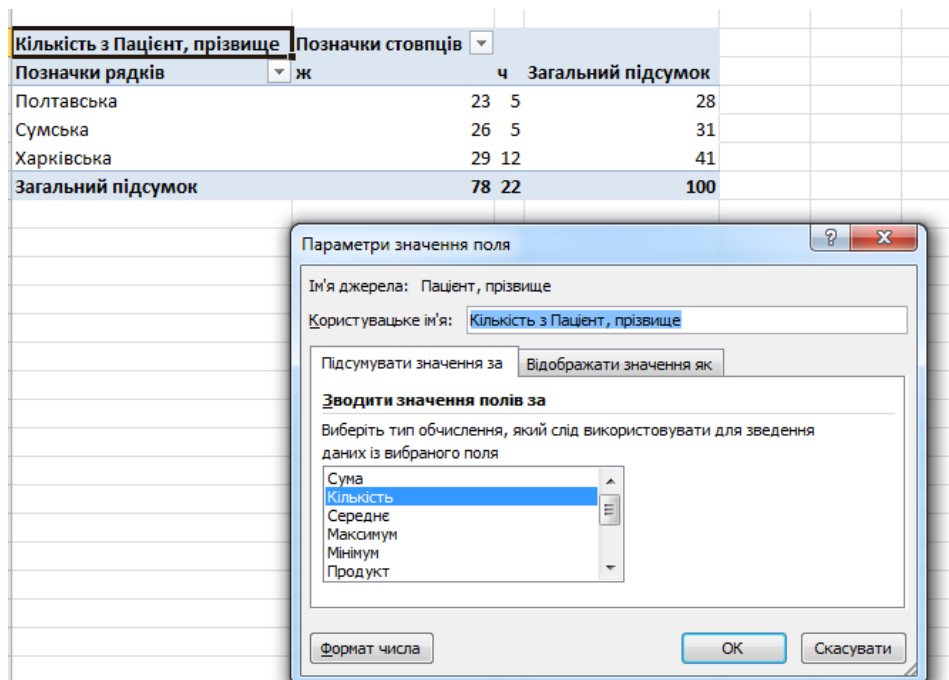 Кількість з Пацієнт, прізвище Позначки стовпців
Позначки рядків ж ч Загальний підсумок
Полтавська 23 5 28
Сумська 26 5 31
Харківська 29 12 41
Загальний підсумок 78 22 100
Параметри значення поля
Ім'я джерела: Пацієнт, прізвище
Користувацьке ім'я: Кількість з Пацієнт, прізвище
Підсумувати значення за Відображати значення як
Зводити значення полів за
Виберіть тип обчислення, який слід використовувати для зведення
даних із вибраного поля
Сума
Кількість
Середнє
Максимум
Мінімум
Продукт
Формат числа ОК Скасувати